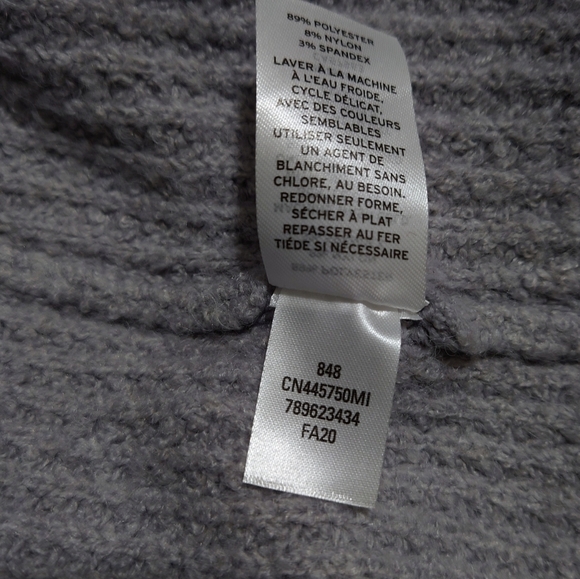 89% POLYESTER
8% NYLON
3% SPANDEX
LAVER À LA MACHINE
À L'EAU FROIDE,
CYCLE DÉLICAT,
AVEC DES COULEURS
SEMBLABLES
UTILISER SEULEMENT
UN AGENT DE
BLANCHIMENT SANS
CHLORE, AU BESOIN.
REDONNER FORME,
SÉCHER À PLAT
REPASSER AU FER
TIÉDE SI NÉCESSAIRE
848
CN445750MI
789623434
FA20